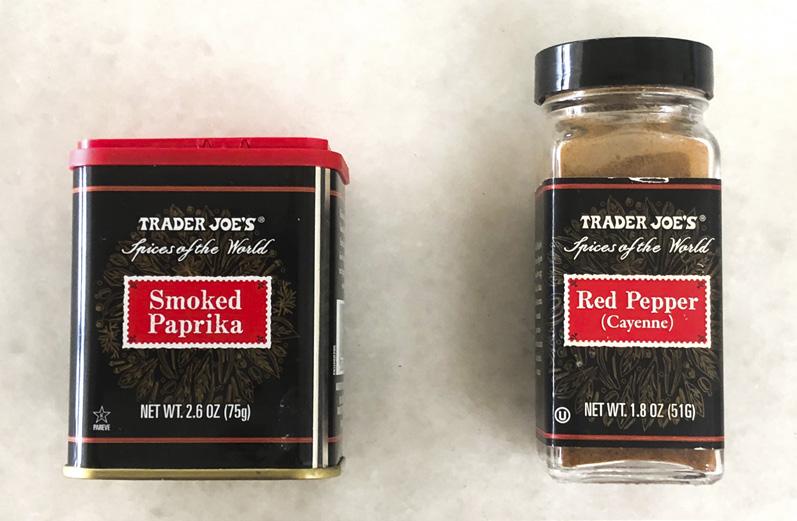 TRADER JOE'S®
Spices of the World
Smoked
Paprika
NET WT. 2.6 OZ (75g)
K
PAREVE
TRADER JOE'S®
Spices of the World
Red Pepper
(Cayenne)
U
NET WT. 1.8 OZ (51G)